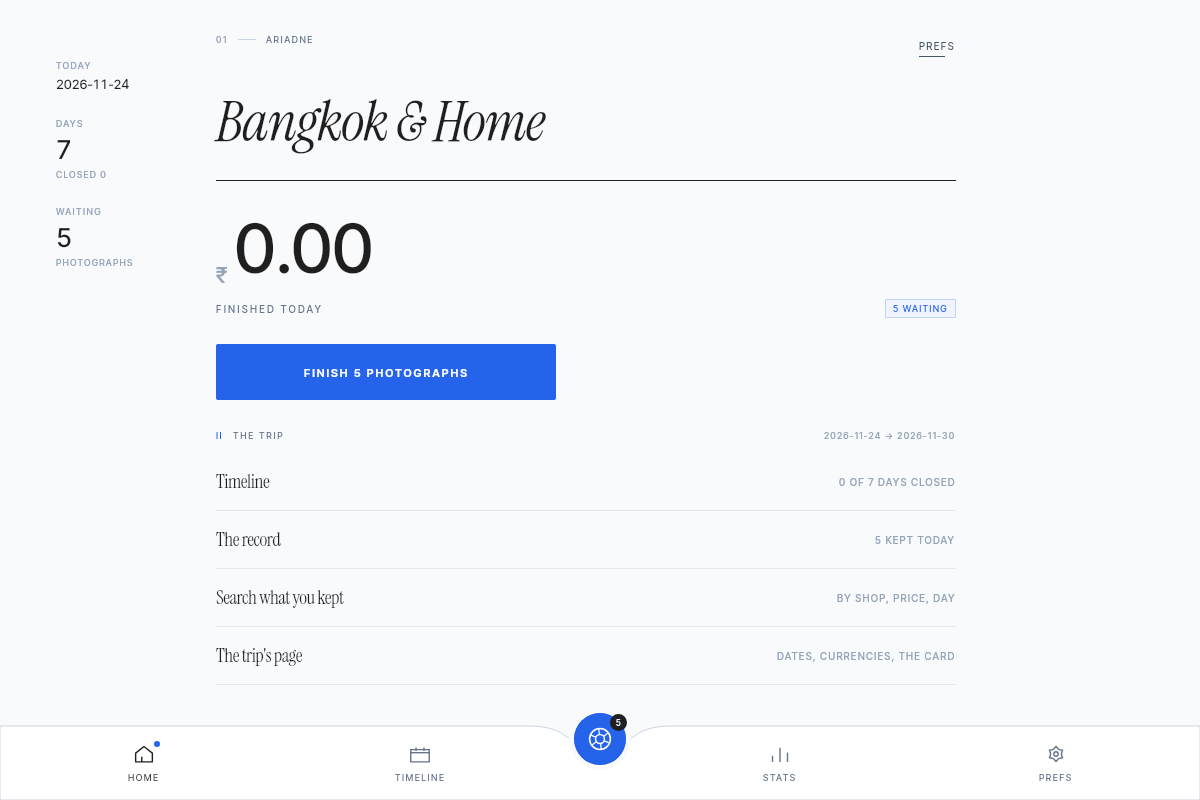 01 ARIADNE
PREFS
TODAY
2026-11-24
DAYS
7
CLOSED 0
WAITING
5
PHOTOGRAPHS
Bangkok & Home
₹ 0.00
FINISHED TODAY
5 WAITING
FINISH 5 PHOTOGRAPHS
II THE TRIP
2026-11-24 → 2026-11-30
Timeline
0 OF 7 DAYS CLOSED
The record
5 KEPT TODAY
Search what you kept
BY SHOP, PRICE, DAY
The trip's page
DATES, CURRENCIES, THE CARD
5
HOME
TIMELINE
STATS
PREFS